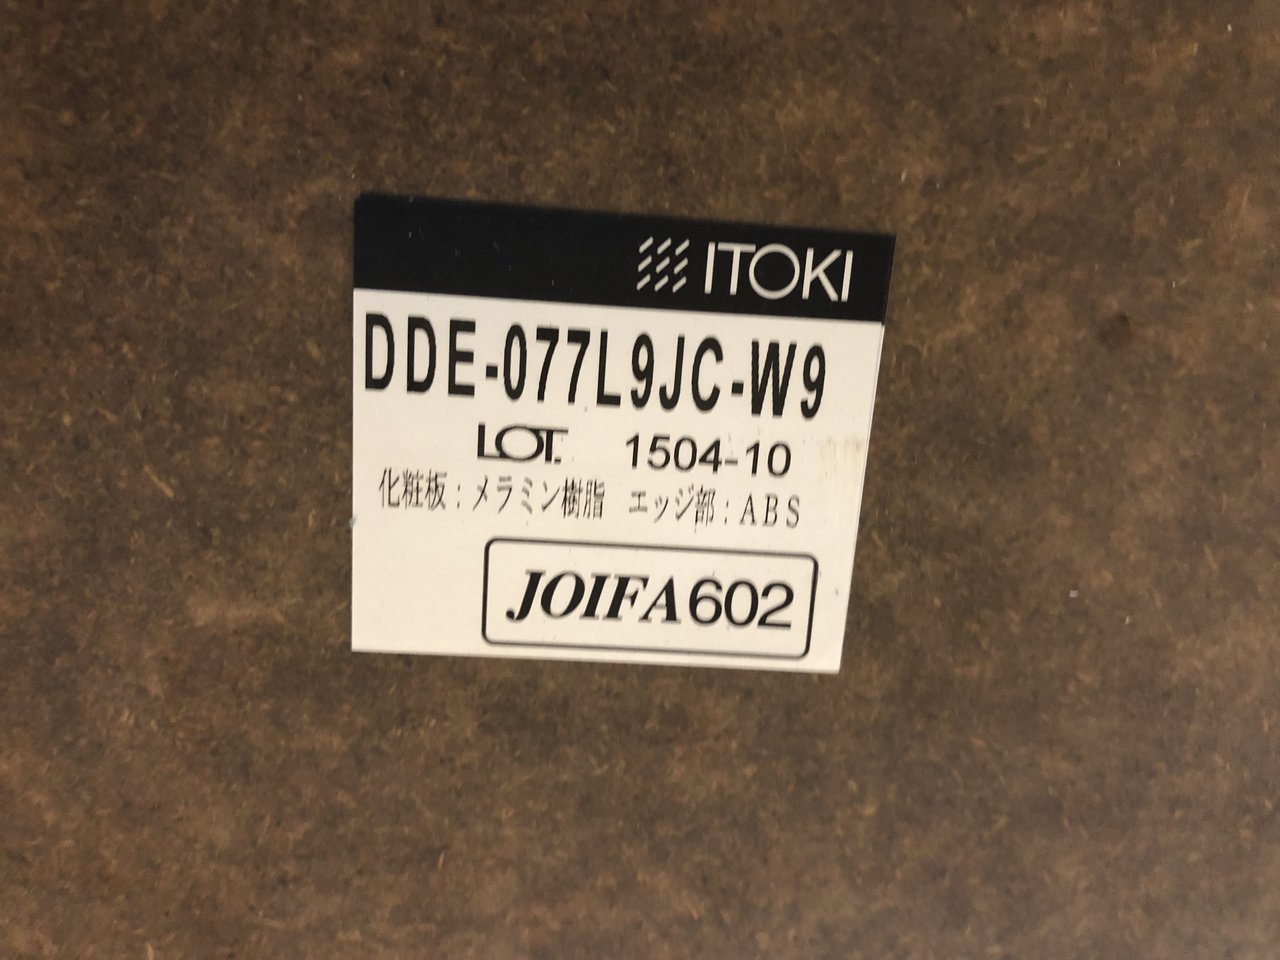 ITOKI
DDE-077L9JC-W9
LOT. 1504-10
化粧板：メラミン樹脂 エッジ部：ABS
JOIFA602